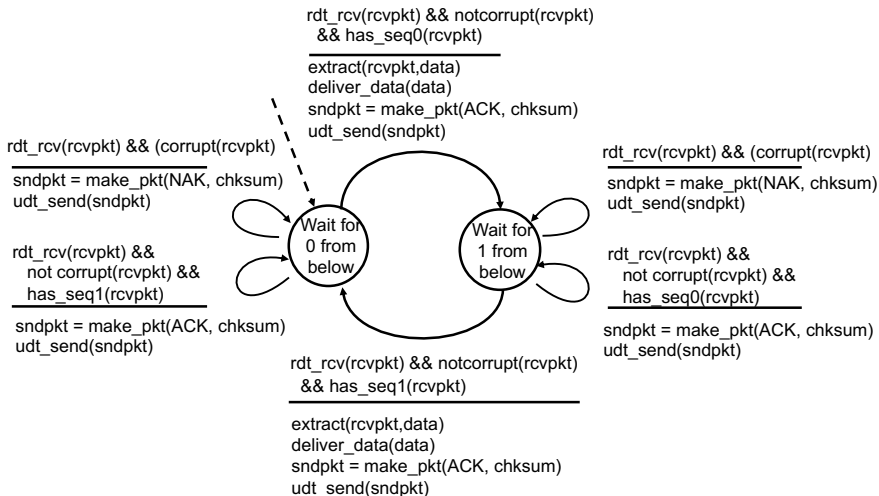 rdt_rcv(rcvpkt) && notcorrupt(rcvpkt)
&& has_seq0(rcvpkt)
extract(rcvpkt,data)
deliver_data(data)
sndpkt = make_pkt(ACK, chksum)
udt_send(sndpkt)
rdt_rcv(rcvpkt) && (corrupt(rcvpkt)
sndpkt = make_pkt(NAK, chksum)
udt_send(sndpkt)
rdt_rcv(rcvpkt) &&
not corrupt(rcvpkt) &&
has_seq1(rcvpkt)
sndpkt = make_pkt(ACK, chksum)
udt_send(sndpkt)
Wait for
0 from
below
Wait for
1 from
below
rdt_rcv(rcvpkt) && (corrupt(rcvpkt)
sndpkt = make_pkt(NAK, chksum)
udt_send(sndpkt)
rdt_rcv(rcvpkt) &&
not corrupt(rcvpkt) &&
has_seq0(rcvpkt)
sndpkt = make_pkt(ACK, chksum)
udt_send(sndpkt)
rdt_rcv(rcvpkt) && notcorrupt(rcvpkt)
&& has_seq1(rcvpkt)
extract(rcvpkt,data)
deliver_data(data)
sndpkt = make_pkt(ACK, chksum)
udt_send(sndpkt)